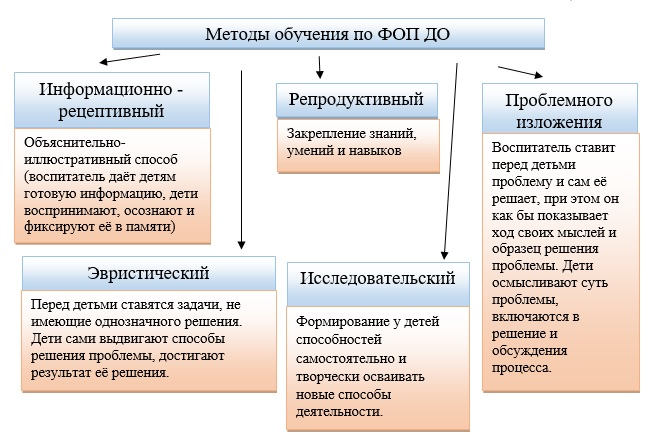 Методы обучения по ФОП ДО
Информационно -
рецептивный
Объяснительно-
иллюстративный способ
(воспитатель даёт детям
готовую информацию, дети
воспринимают, осознают и
фиксируют её в памяти)
Репродуктивный
Закрепление знаний,
умений и навыков
Проблемного
изложения
Воспитатель ставит
перед детьми
проблему и сам её
решает, при этом он
как бы показывает
ход своих мыслей и
образец решения
проблемы. Дети
осмысливают суть
проблемы,
включаются в
решение и
обсуждения
процесса.
Эвристический
Перед детьми ставятся задачи, не
имеющие однозначного решения.
Дети сами выдвигают способы
решения проблемы, достигают
результат её решения.
Исследовательский
Формирование у детей
способностей
самостоятельно и
творчески осваивать
новые способы
деятельности.